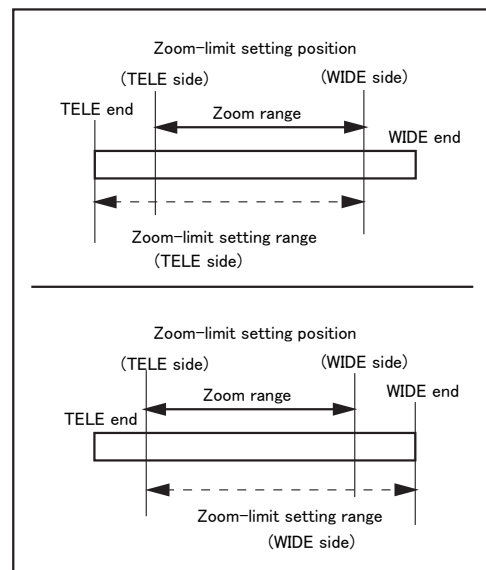 Zoom-limit setting position
(TELE side) (WIDE side)
TELE end
Zoom range
WIDE end
Zoom-limit setting range
(TELE side)
Zoom-limit setting position
(TELE side) (WIDE side)
Zoom range
WIDE end
TELE end
Zoom-limit setting range
(WIDE side)